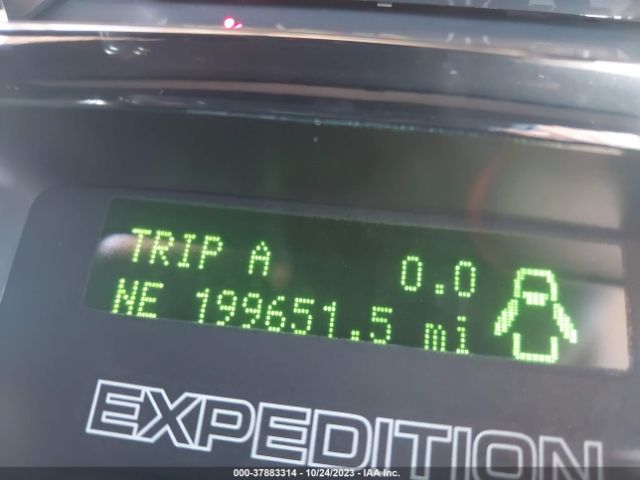 TRIP A 0.0
NE 199651.5 mi
EXPEDITION
000-37883314 - 10/24/2023 - IAA Inc.